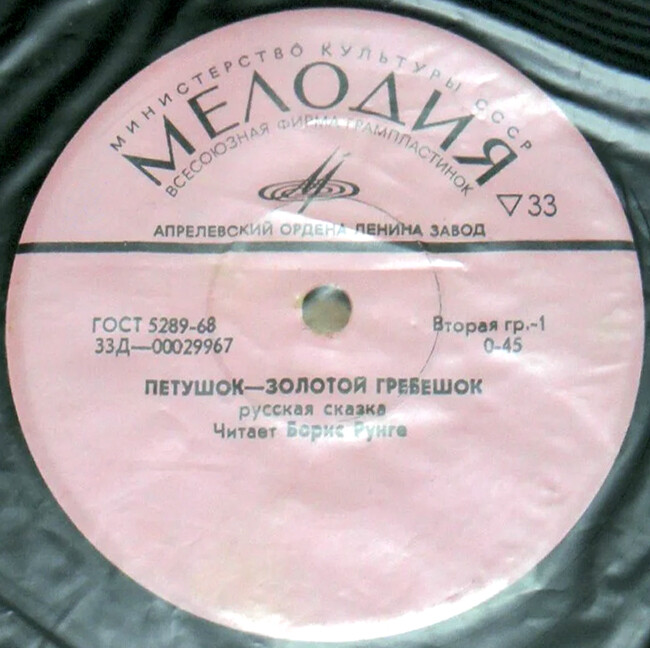 МИНИСТЕРСТВО КУЛЬТУРЫ СССР
МЕЛОДИЯ
ВСЕСОЮЗНАЯ ФИРМА ГРАМПЛАСТИНОК
▽33
АПРЕЛЕВСКИЙ ОРДЕНА ЛЕНИНА ЗАВОД
ГОСТ 5289-68
Вторая гр.-1
33Д—00029967
0-45
ПЕТУШОК—ЗОЛОТОЙ ГРЕБЕШОК
русская сказка
Читает Борис Рунге